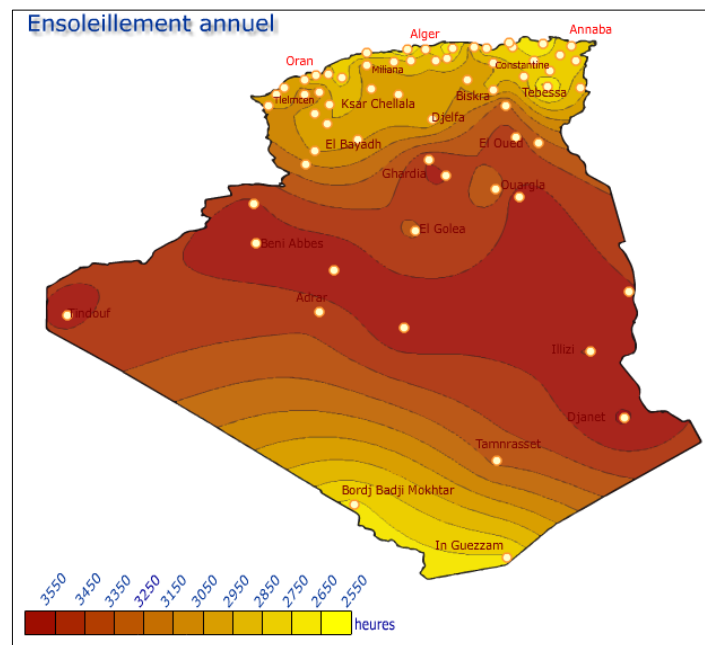 Ensoleillement annuel
Annaba
Alger
Oran
Miliana
Constantine
Tlelmcen
Ksar Chellala
Biskra
Tebessa
Djelfa
El Bayadh
El Oued
Ghardia
Ouargla
El Golea
Beni Abbes
Adrar
Tindouf
Illizi
Djanet
Tamnrasset
Bordj Badji Mokhtar
In Guezzam
3550 3450 3350 3250 3150 3050 2950 2850 2750 2650 2550
heures